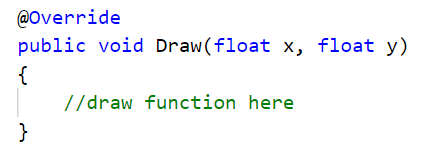 @Override
public void Draw(float x, float y)
{
    //draw function here
}